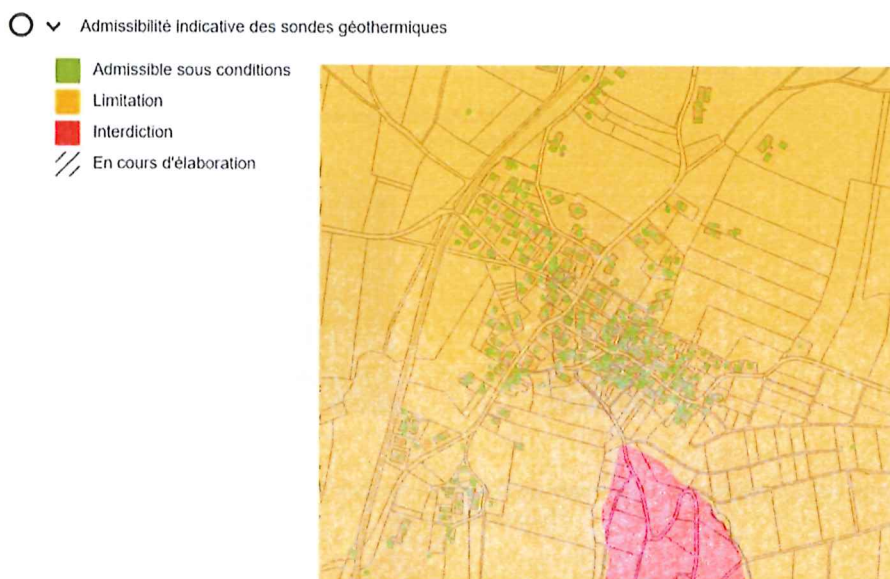 Admissibilité indicative des sondes géothermiques
Admissible sous conditions
Limitation
Interdiction
En cours d'élaboration